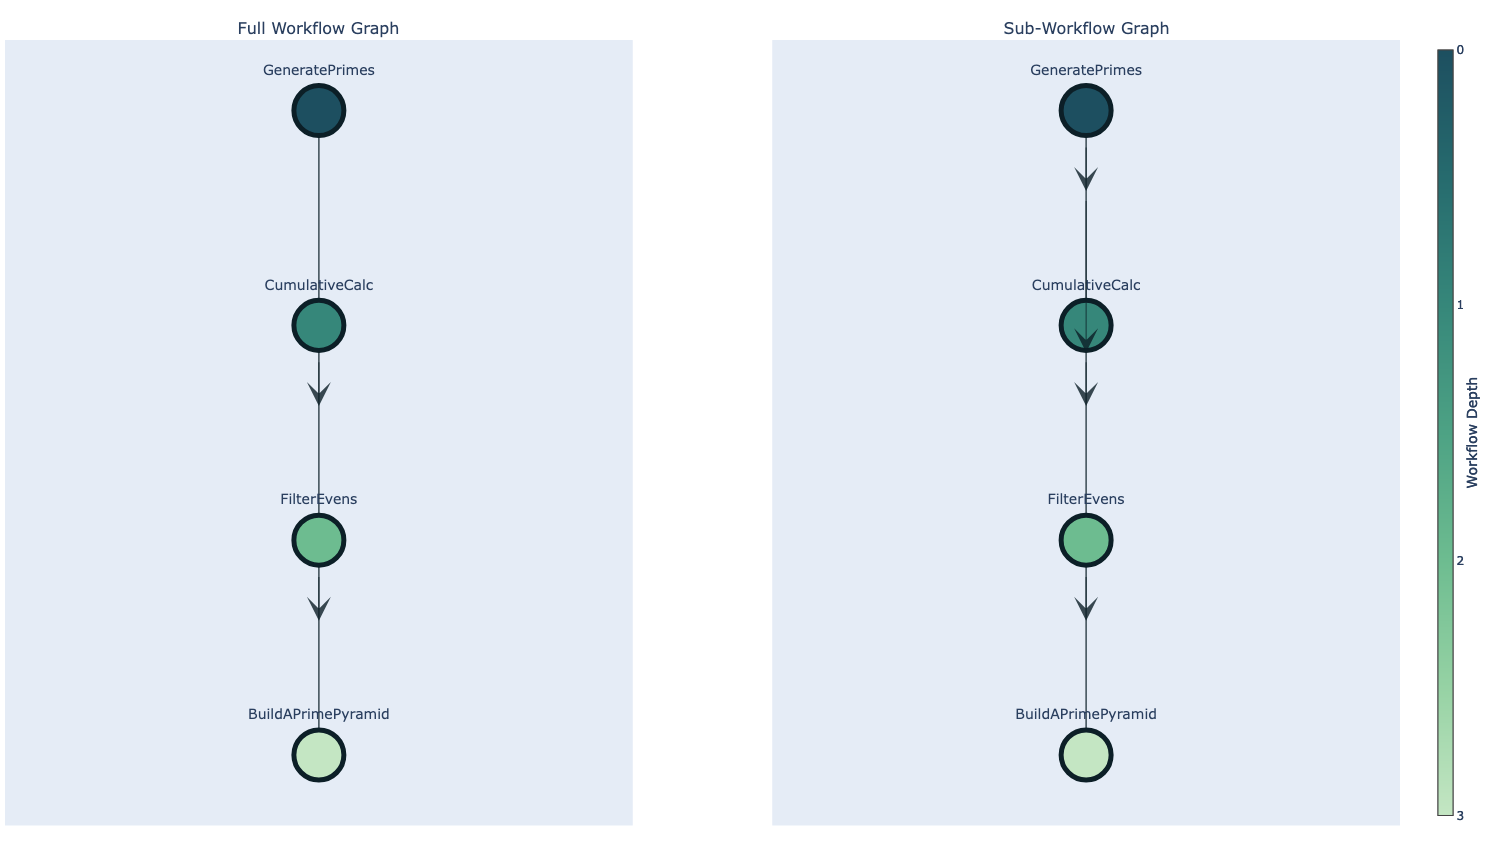 Full Workflow Graph
GeneratePrimes
CumulativeCalc
FilterEvens
BuildAPrimePyramid
Sub-Workflow Graph
GeneratePrimes
CumulativeCalc
FilterEvens
BuildAPrimePyramid
0
1
2
3
Workflow Depth